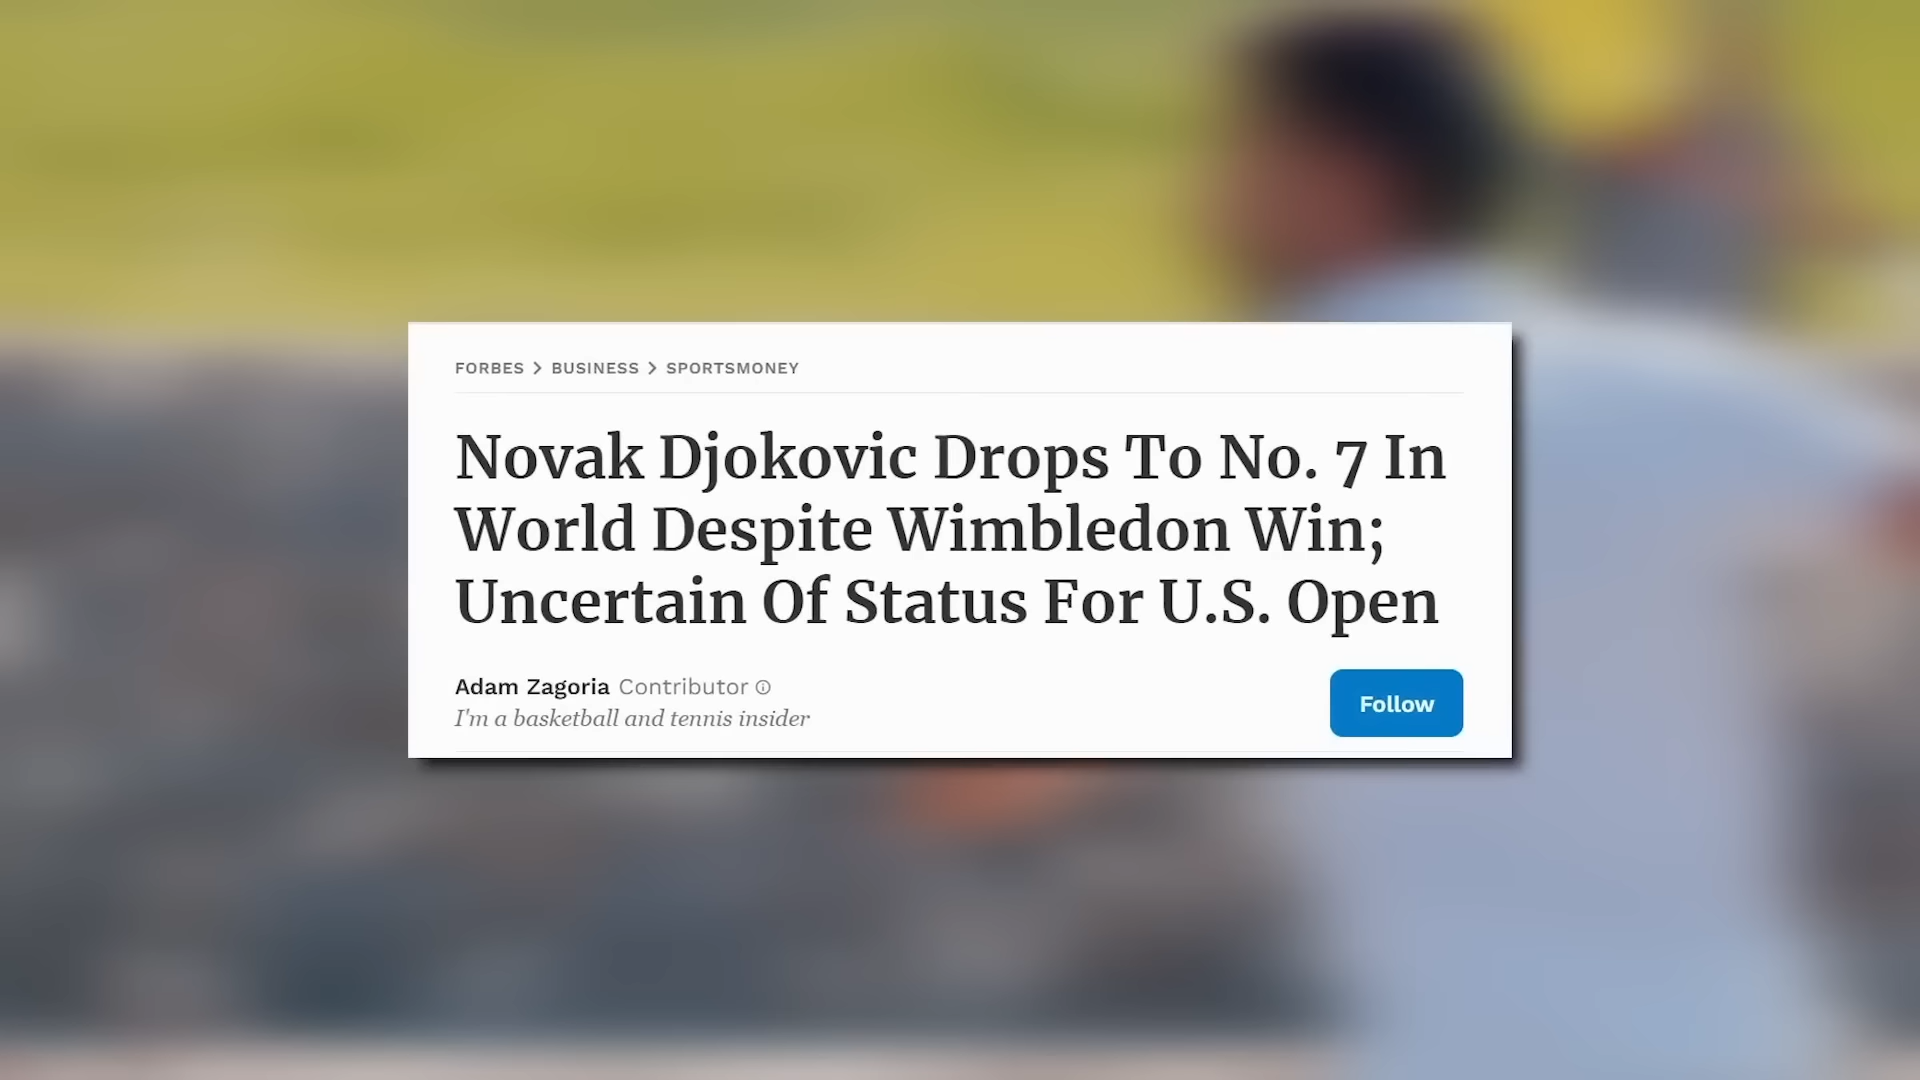 FORBES > BUSINESS > SPORTSMONEY
Novak Djokovic Drops To No. 7 In
World Despite Wimbledon Win;
Uncertain Of Status For U.S. Open
Adam Zagoria Contributor
I'm a basketball and tennis insider
Follow